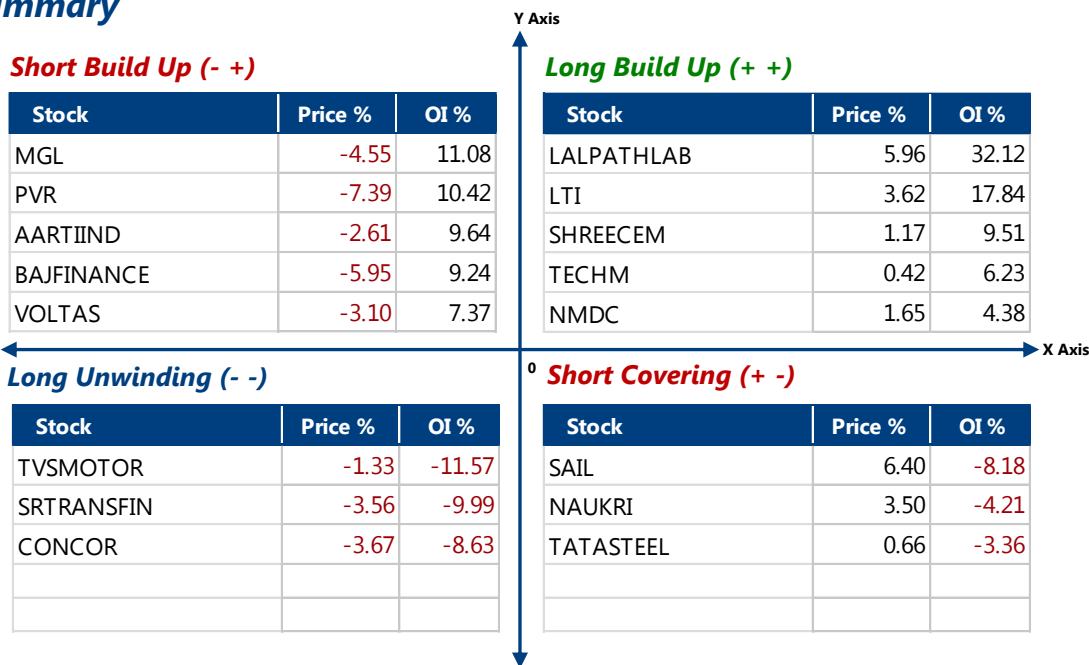 Y Axis
Short Build Up (- +)
Stock Price % OI %
MGL -4.55 11.08
PVR -7.39 10.42
AARTIIND -2.61 9.64
BAJFINANCE -5.95 9.24
VOLTAS -3.10 7.37
Long Build Up (+ +)
Stock Price % OI %
LALPATHLAB 5.96 32.12
LTI 3.62 17.84
SHREECEM 1.17 9.51
TECHM 0.42 6.23
NMDC 1.65 4.38
X Axis
0
Long Unwinding (- -)
Stock Price % OI %
TVSMOTOR -1.33 -11.57
SRTRANSFIN -3.56 -9.99
CONCOR -3.67 -8.63
Short Covering (+ -)
Stock Price % OI %
SAIL 6.40 -8.18
NAUKRI 3.50 -4.21
TATASTEEL 0.66 -3.36